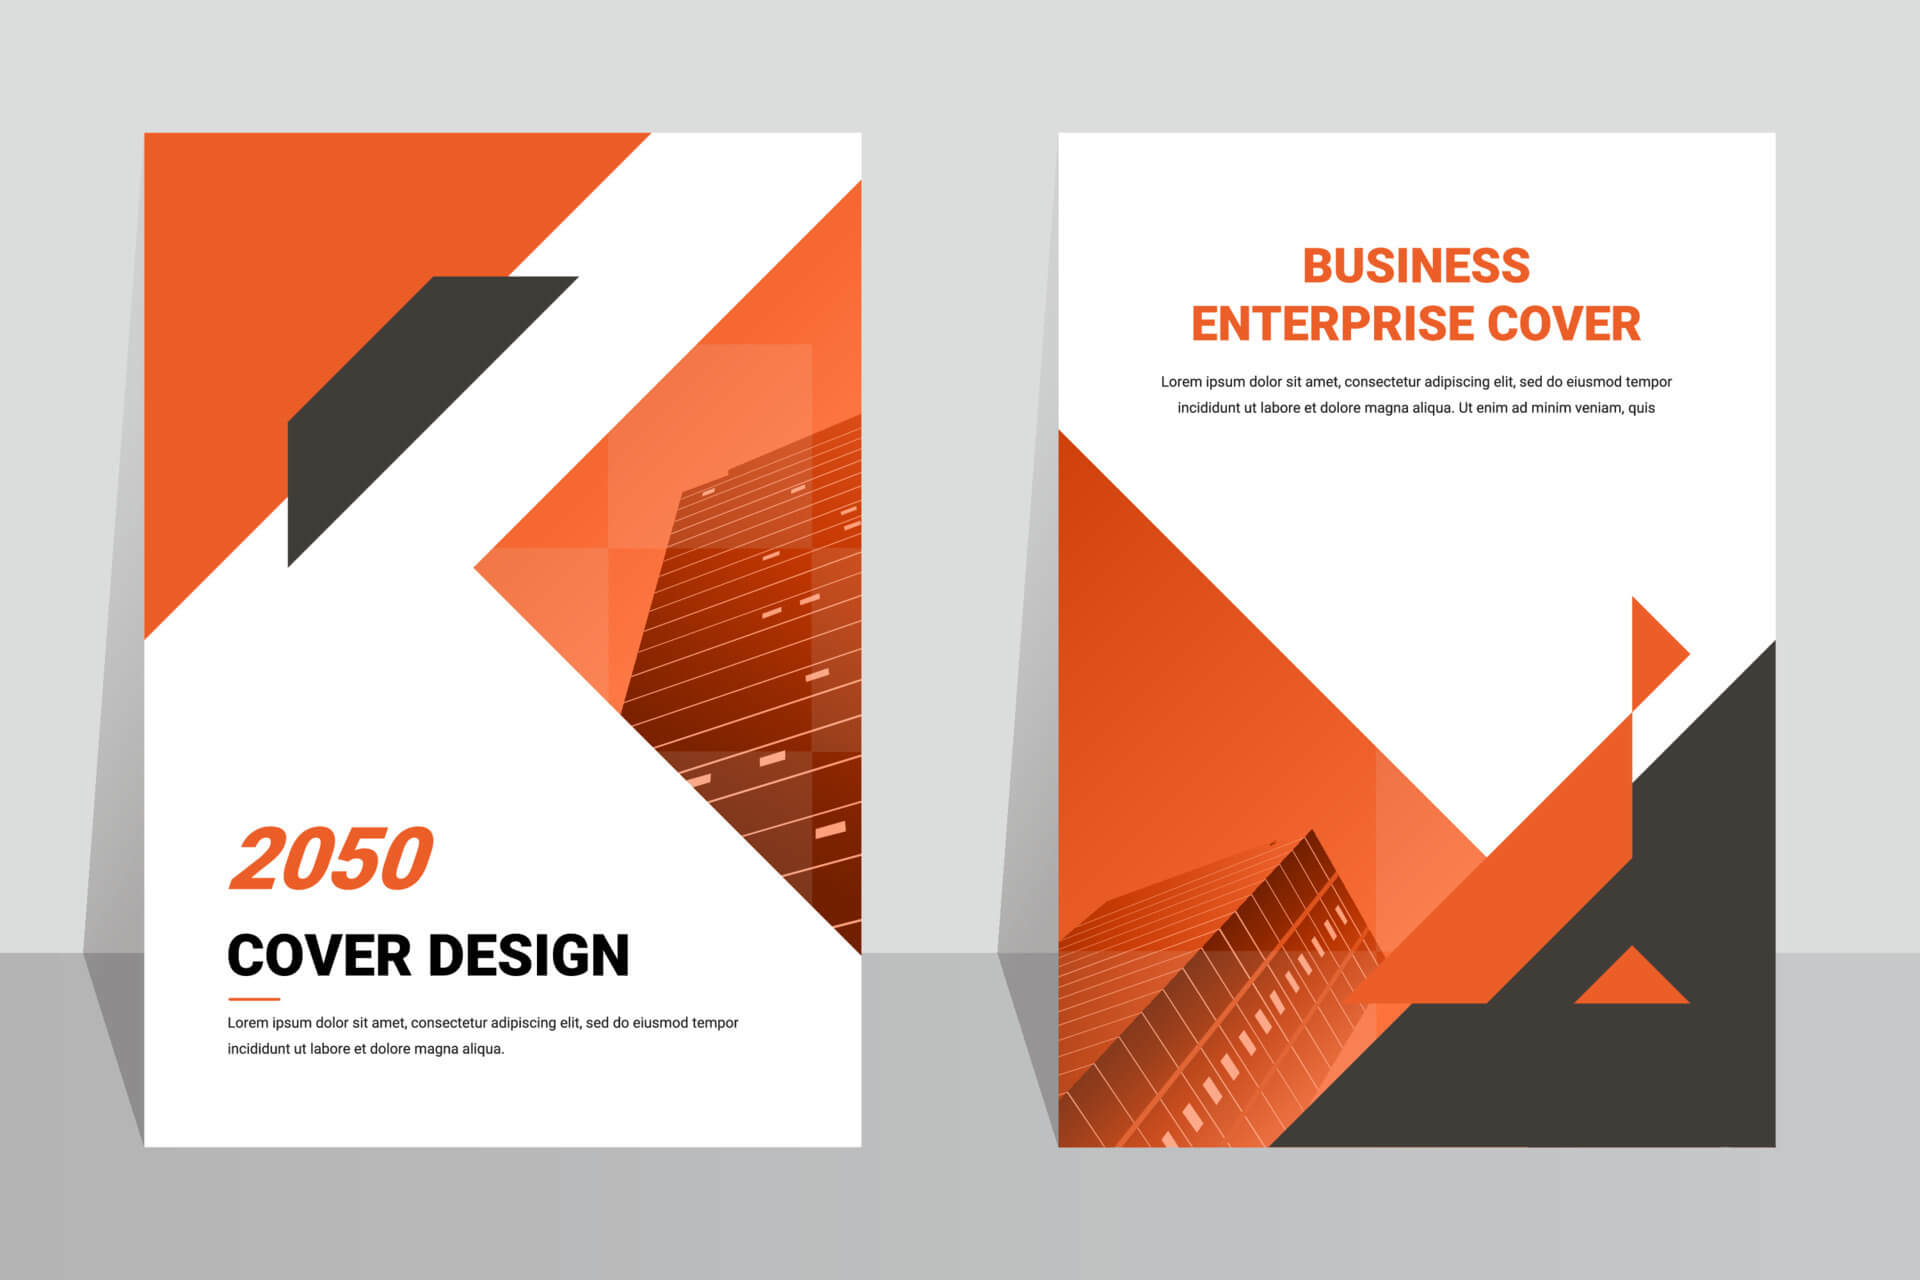 2050
COVER DESIGN
Lorem ipsum dolor sit amet, consectetur adipiscing elit, sed do eiusmod tempor
incididunt ut labore et dolore magna aliqua.
BUSINESS
ENTERPRISE COVER
Lorem ipsum dolor sit amet, consectetur adipiscing elit, sed do eiusmod tempor
incididunt ut labore et dolore magna aliqua. Ut enim ad minim veniam, quis